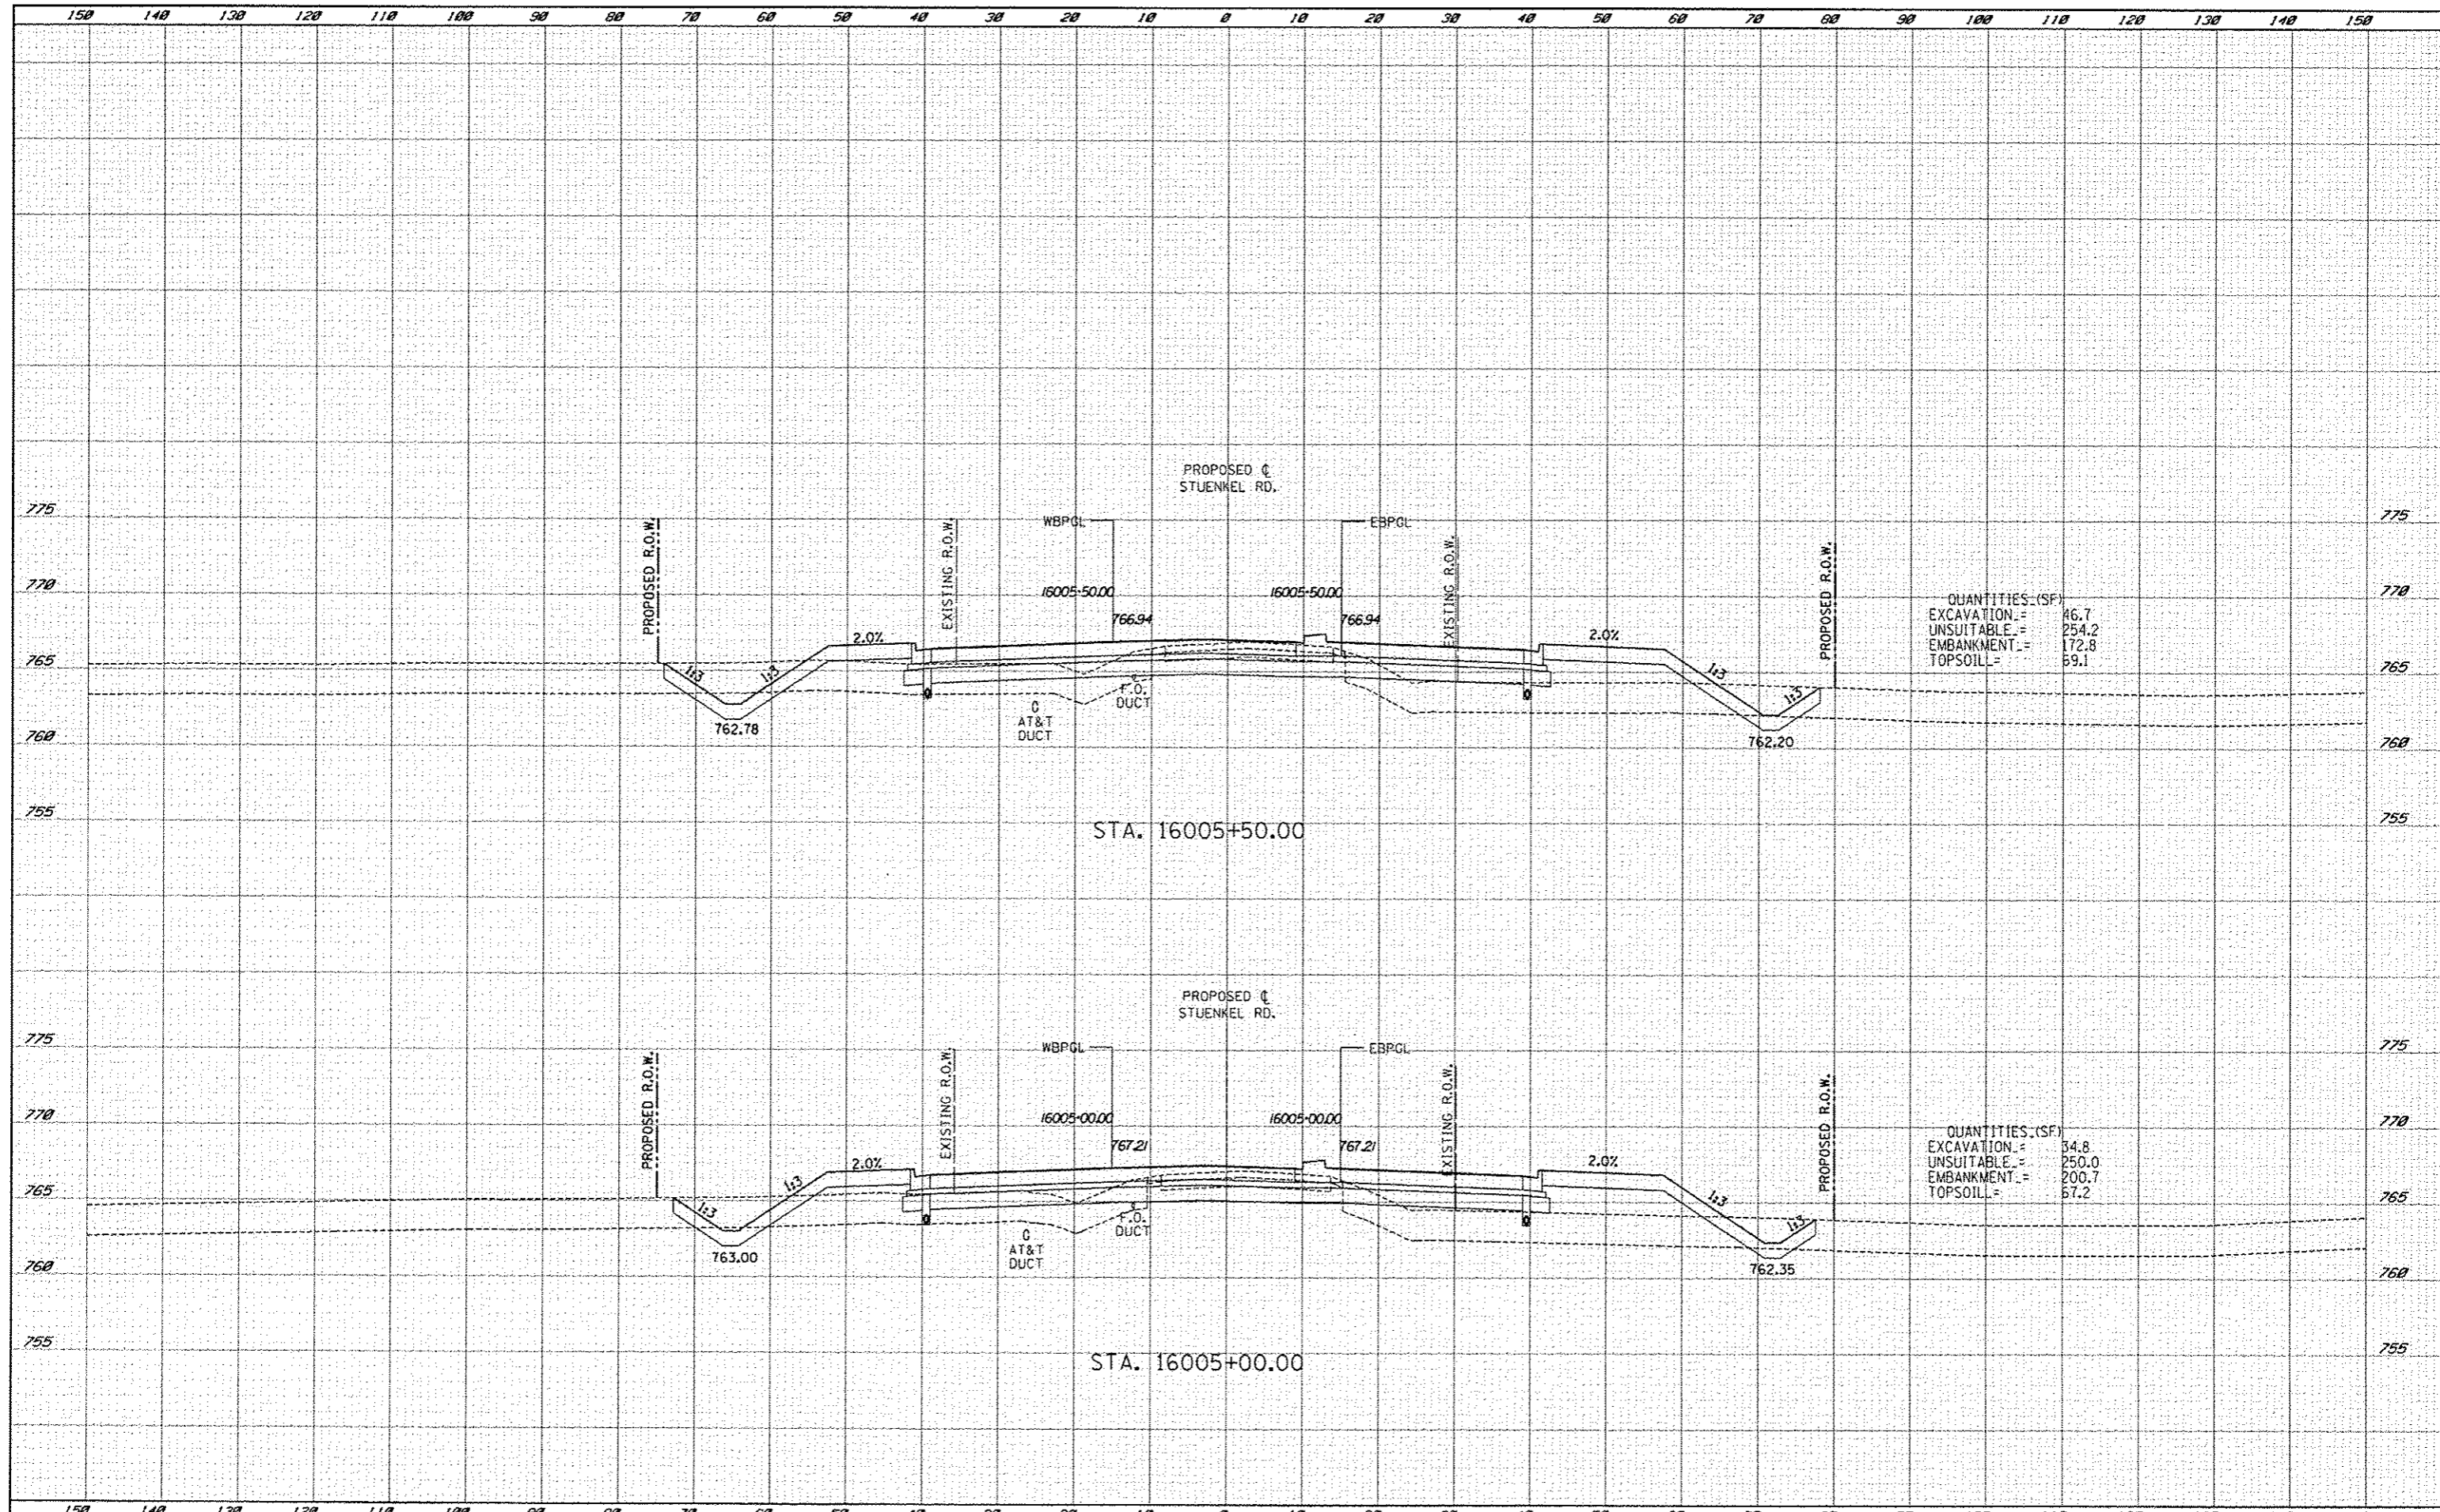 150 140 130 120 110 100 90 80 70 60 50 40 30 20 10 0 10 20 30 40 50 60 70 80 90 100 110 120 130 140 150
PROPOSED ℄
STUENKEL RD.
775 775
WBPGL EBPGL
PROPOSED R.O.W.
EXISTING R.O.W.
EXISTING R.O.W.
PROPOSED R.O.W.
770 770
16005+50.00 16005+50.00
766.94 766.94
QUANTITIES (SF)
EXCAVATION = 46.7
UNSUITABLE = 254.2
EMBANKMENT = 172.8
TOPSOIL = 69.1
2.0% 2.0%
765 765
1:3 1:3 1:3 1:3
F.O.
DUCT
AT&T
DUCT
762.78 762.20
760 760
755 755
STA. 16005+50.00
PROPOSED ℄
STUENKEL RD.
775 775
WBPGL EBPGL
PROPOSED R.O.W.
EXISTING R.O.W.
EXISTING R.O.W.
PROPOSED R.O.W.
770 770
16005+00.00 16005+00.00
767.21 767.21
QUANTITIES (SF)
EXCAVATION = 34.8
UNSUITABLE = 250.0
EMBANKMENT = 200.7
TOPSOIL = 67.2
2.0% 2.0%
765 765
1:3 1:3 1:3 1:3
F.O.
DUCT
AT&T
DUCT
763.00 762.35
760 760
755 755
STA. 16005+00.00